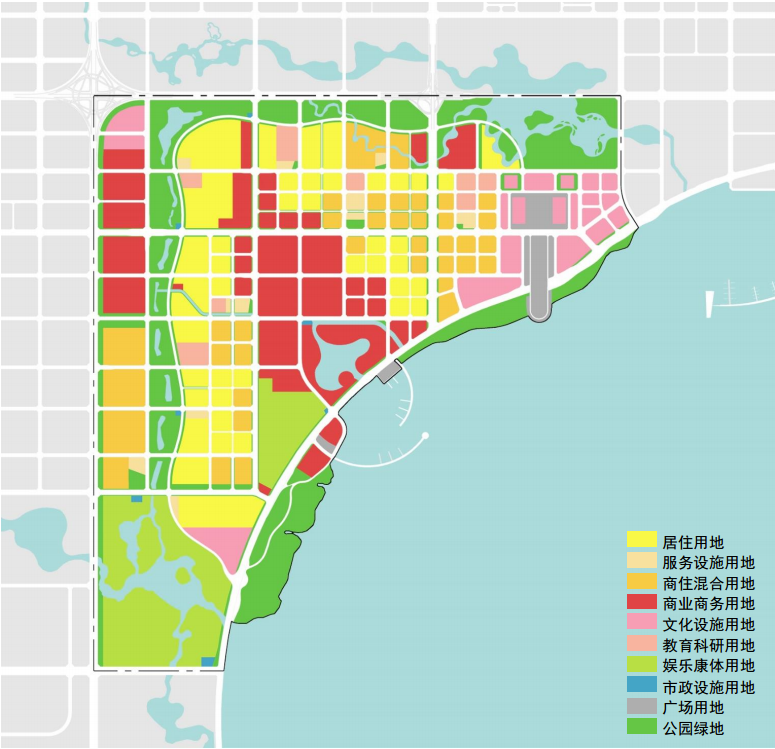 居住用地
服务设施用地
商住混合用地
商业商务用地
文化设施用地
教育科研用地
娱乐康体用地
市政设施用地
广场用地
公园绿地